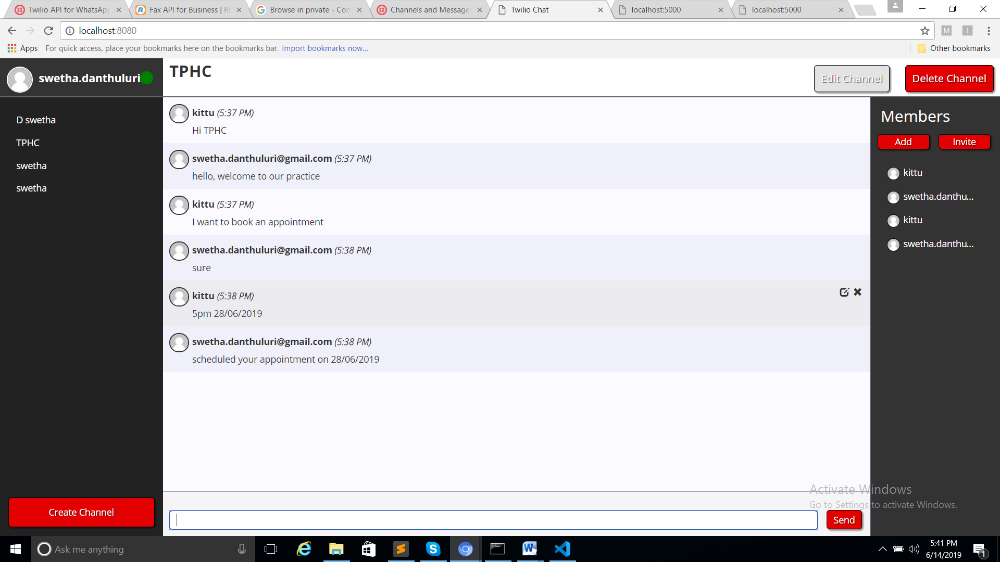 Twilio API for WhatsApp
Fax API for Business | Ri
Browse in private - Com
Channels and Messages
Twilio Chat
localhost:5000
localhost:5000
localhost:8080
M
I
Apps
For quick access, place your bookmarks here on the bookmarks bar. Import bookmarks now...
Other bookmarks
swetha.danthuluri
TPHC
Edit Channel
Delete Channel
D swetha
TPHC
swetha
swetha
Create Channel
kittu (5:37 PM)
Hi TPHC
swetha.danthuluri@gmail.com (5:37 PM)
hello, welcome to our practice
kittu (5:37 PM)
I want to book an appointment
swetha.danthuluri@gmail.com (5:38 PM)
sure
kittu (5:38 PM)
5pm 28/06/2019
swetha.danthuluri@gmail.com (5:38 PM)
scheduled your appointment on 28/06/2019
Send
Members
Add
Invite
kittu
swetha.danthu...
kittu
swetha.danthu...
Activate Windows
Go to Settings to activate Windows.
Ask me anything
5:41 PM
6/14/2019
1